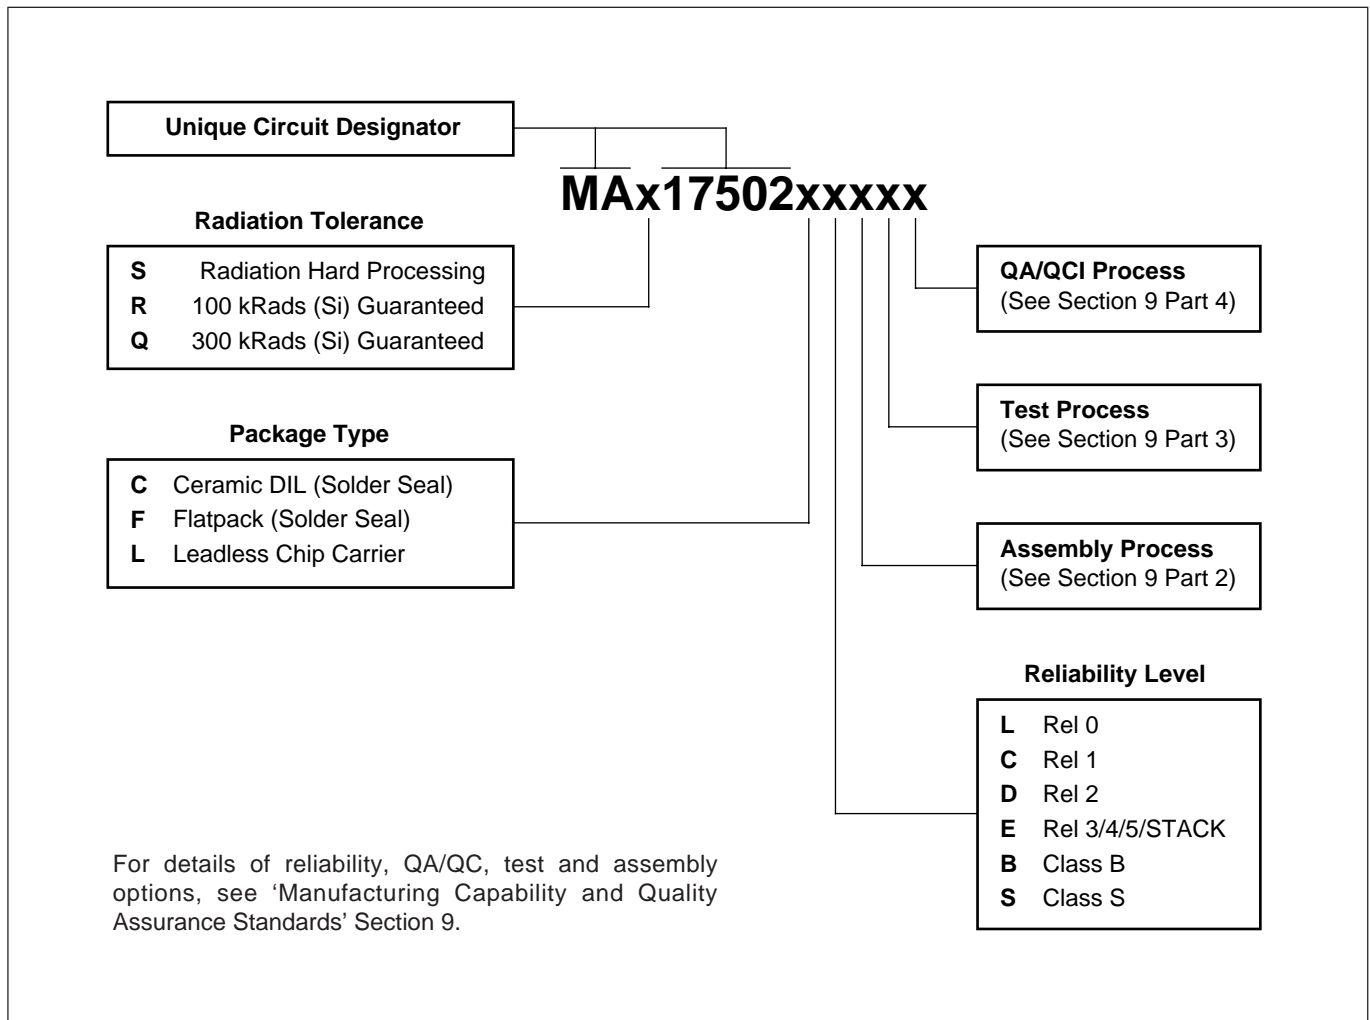 Unique Circuit Designator
MAx17502xxxxx
Radiation Tolerance
S Radiation Hard Processing
R 100 kRads (Si) Guaranteed
Q 300 kRads (Si) Guaranteed
Package Type
C Ceramic DIL (Solder Seal)
F Flatpack (Solder Seal)
L Leadless Chip Carrier
QA/QCI Process
(See Section 9 Part 4)
Test Process
(See Section 9 Part 3)
Assembly Process
(See Section 9 Part 2)
Reliability Level
L Rel 0
C Rel 1
D Rel 2
E Rel 3/4/5/STACK
B Class B
S Class S
For details of reliability, QA/QC, test and assembly
options, see ‘Manufacturing Capability and Quality
Assurance Standards’ Section 9.